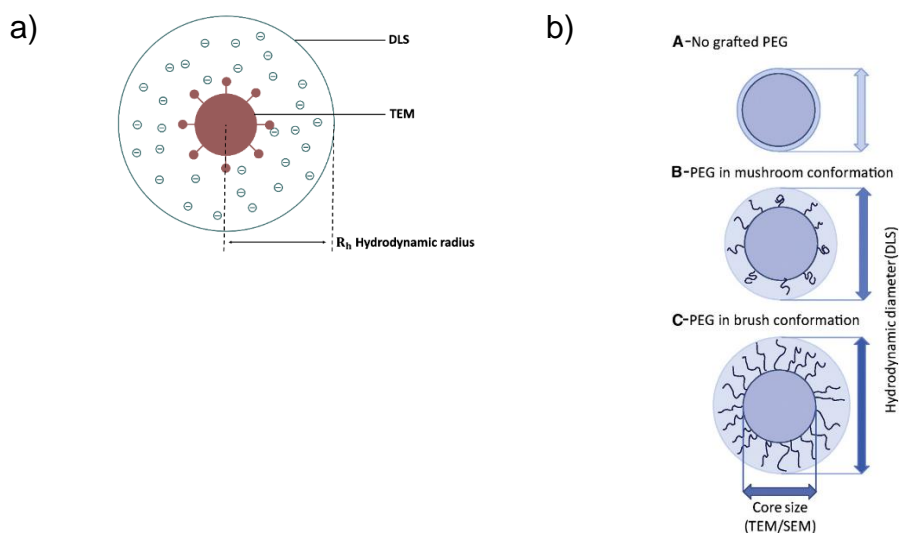 a)
DLS
TEM
Rh Hydrodynamic radius
b)
A-No grafted PEG
B-PEG in mushroom conformation
C-PEG in brush conformation
Hydrodynamic diameter (DLS)
Core size
(TEM/SEM)